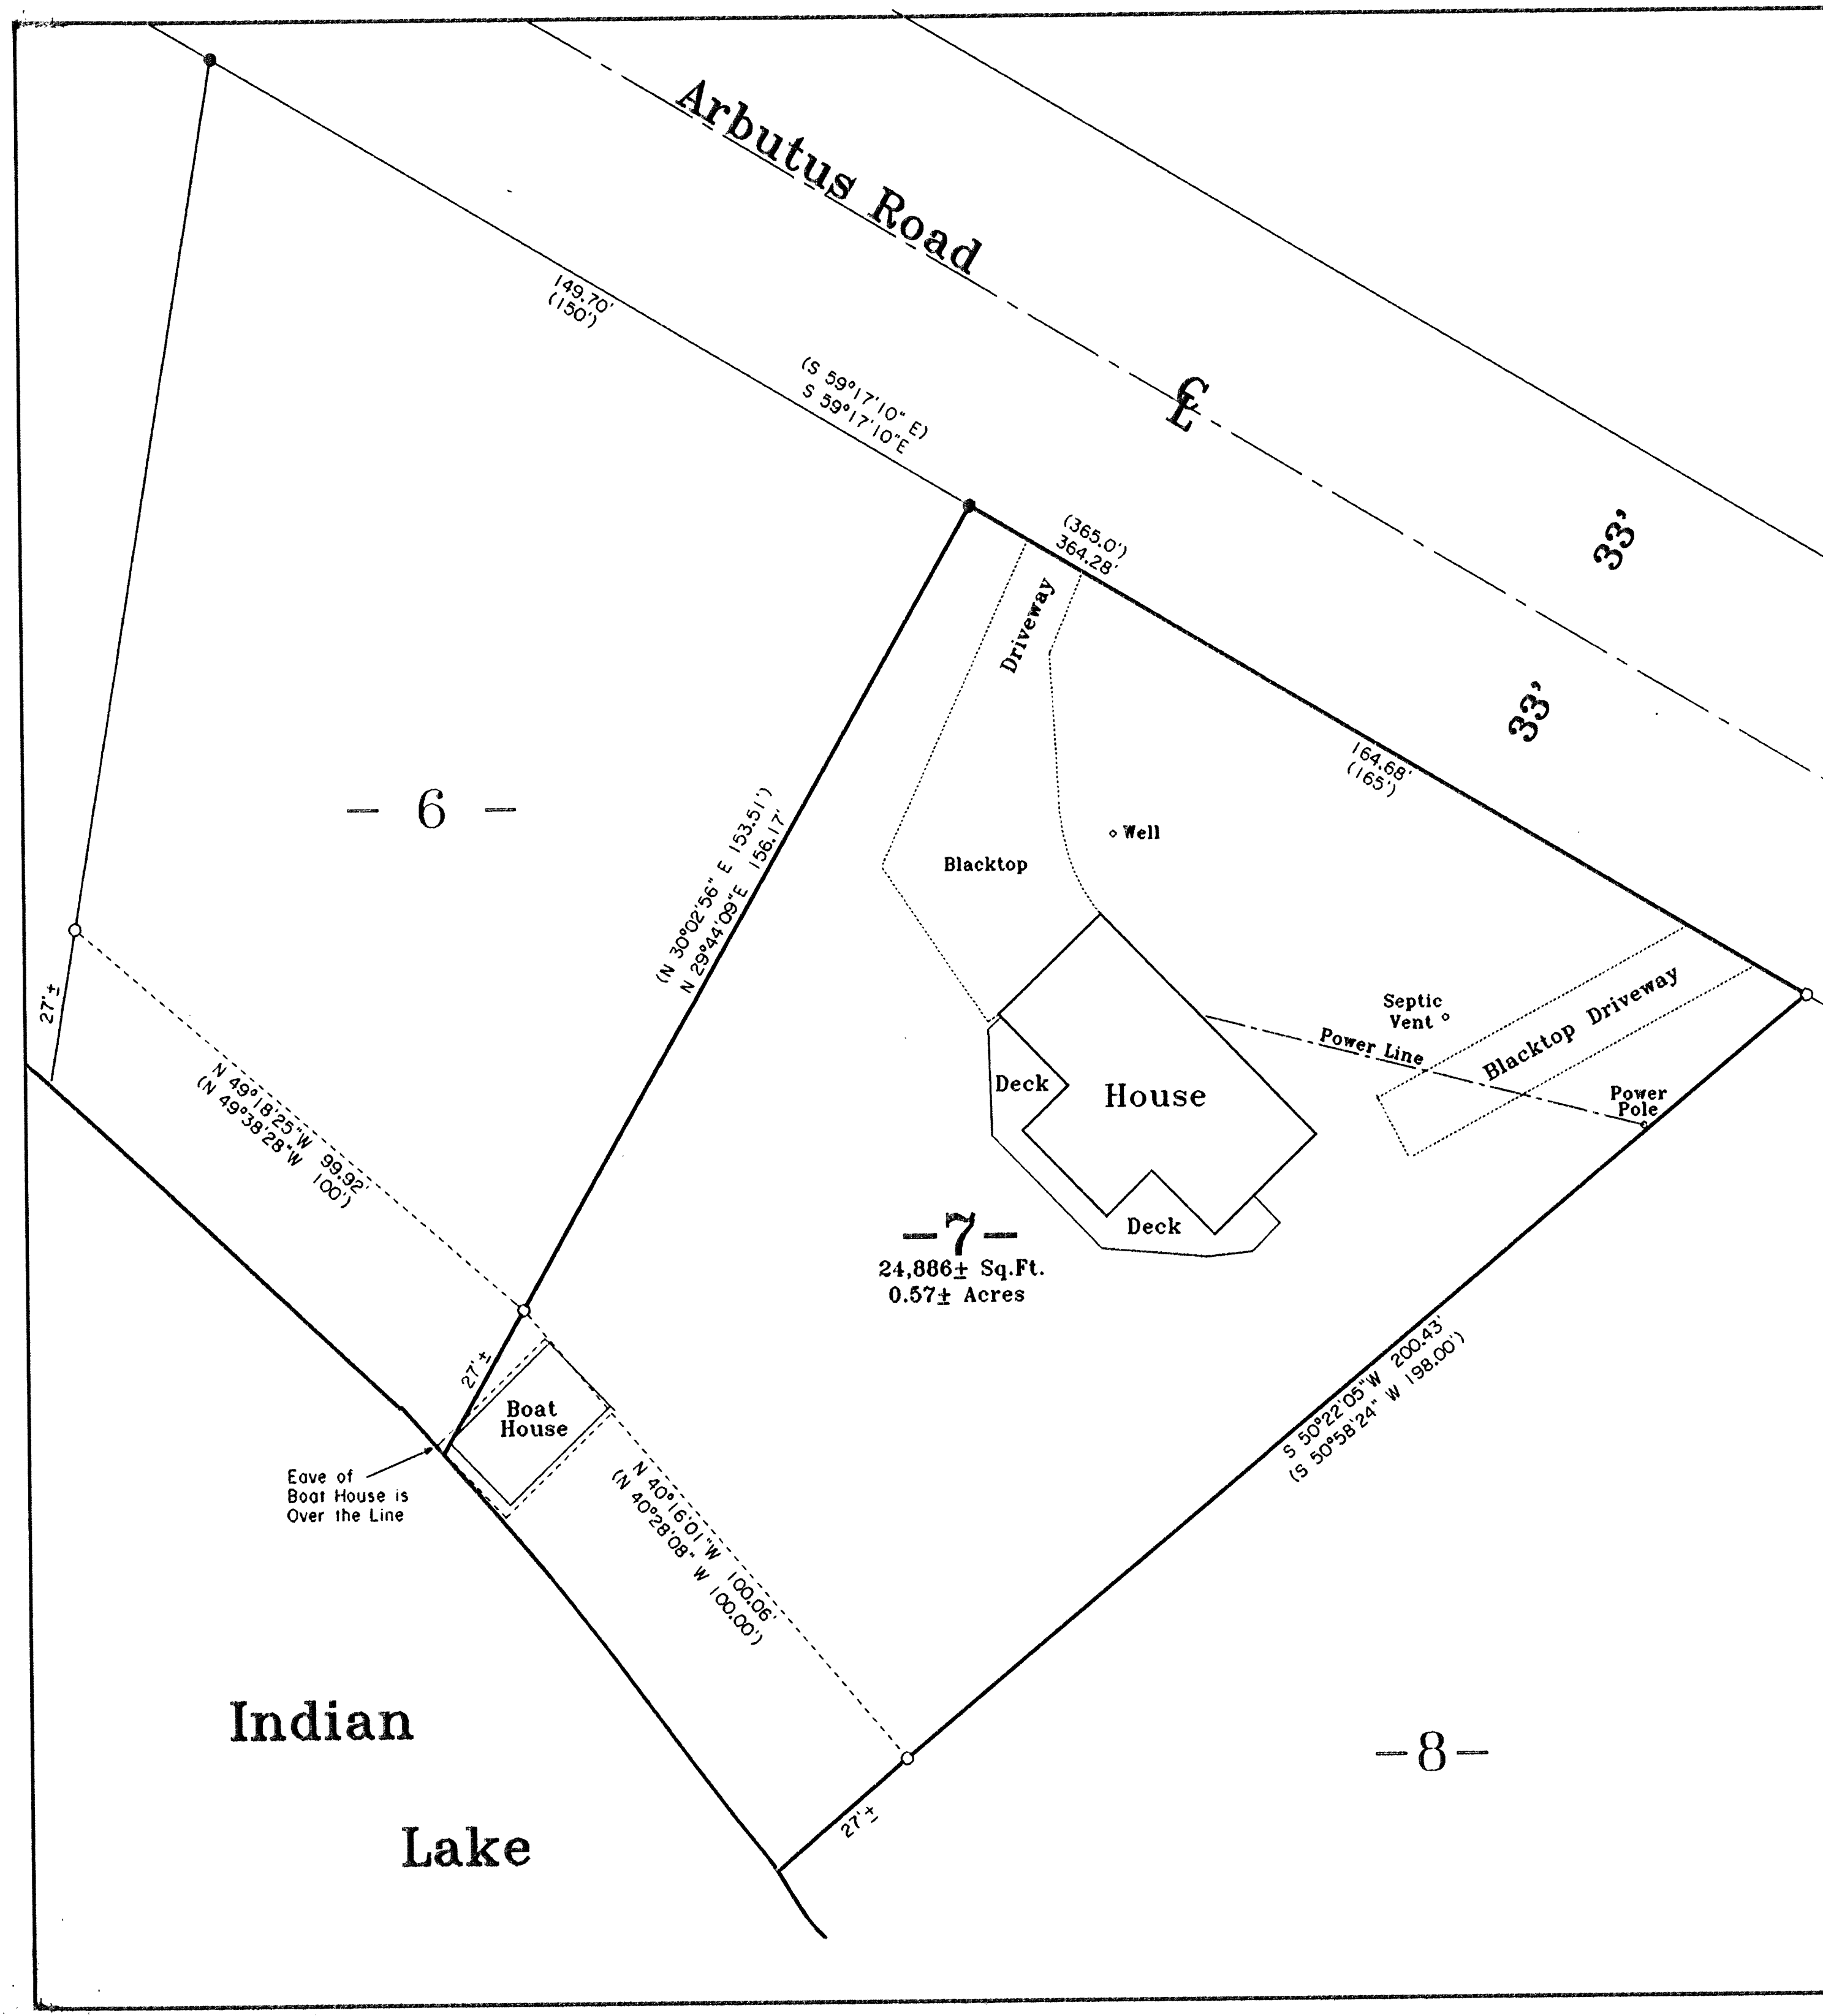 Arbutus Road
149.70'
(150')
(S 59°17'10" E)
S 59°17'10"E
℄
33'
33'
(365.0')
364.28'
Driveway
164.68'
(165')
- 6 -
Well
Blacktop
(N 30°02'56" E 153.51')
N 29°44'09"E 156.17'
27'±
Septic
Vent
Power Line
Blacktop Driveway
Power
Pole
Deck
House
N 49°18'25"W 99.92'
(N 49°38'28"W 100')
Deck
-7-
24,886± Sq.Ft.
0.57± Acres
27'±
Boat
House
Eave of
Boat House is
Over the Line
S 50°22'05"W 200.43'
(S 50°58'24" W 198.00')
N 40°16'01"W 100.06'
(N 40°28'08" W 100.00')
Indian
Lake
-8-
27'±